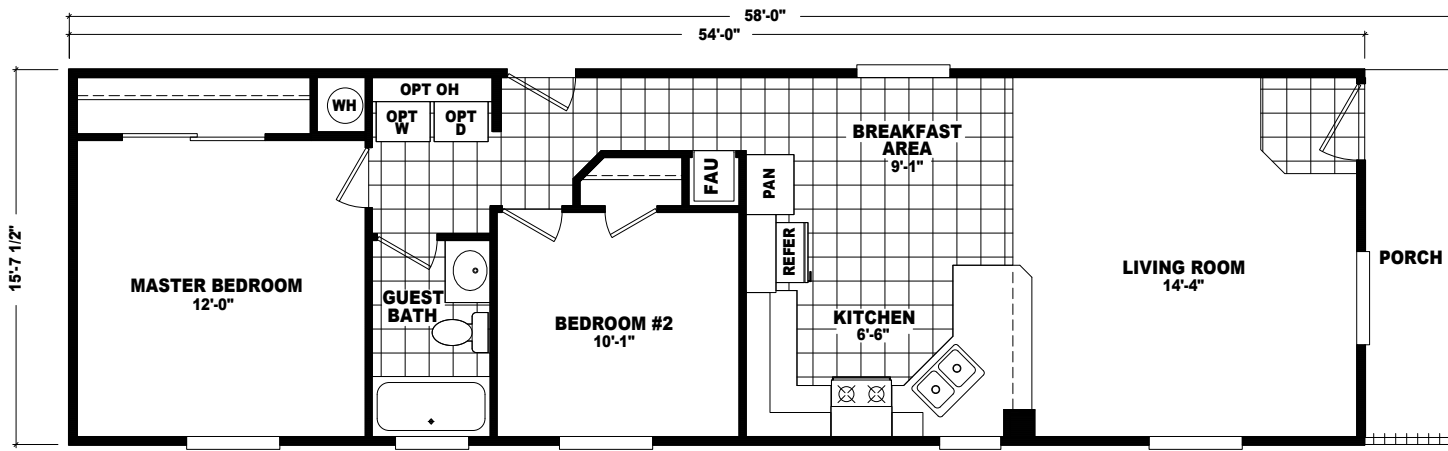 58'-0"
54'-0"
15'-7 1/2"
WH
OPT OH
OPT
W
OPT
D
BREAKFAST
AREA
9'-1"
FAU
PAN
REFER
MASTER BEDROOM
12'-0"
GUEST
BATH
BEDROOM #2
10'-1"
KITCHEN
6'-6"
LIVING ROOM
14'-4"
PORCH